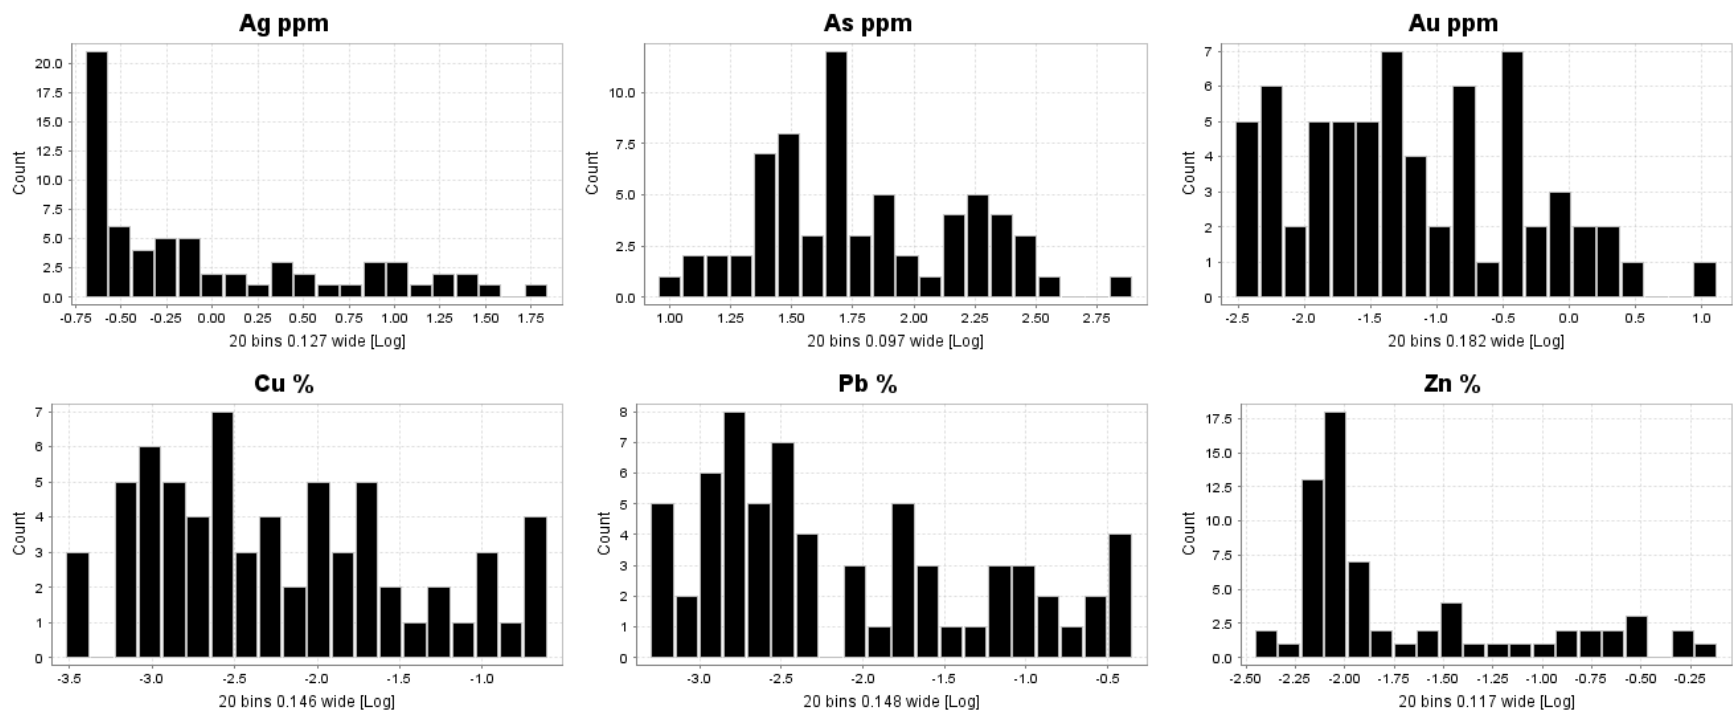 Ag ppm
Count
20.0
17.5
15.0
12.5
10.0
7.5
5.0
2.5
0.0
-0.75 -0.50 -0.25 0.00 0.25 0.50 0.75 1.00 1.25 1.50 1.75
20 bins 0.127 wide [Log]
As ppm
Count
10.0
7.5
5.0
2.5
0.0
1.00 1.25 1.50 1.75 2.00 2.25 2.50 2.75
20 bins 0.097 wide [Log]
Au ppm
Count
7
6
5
4
3
2
1
0
-2.5 -2.0 -1.5 -1.0 -0.5 0.0 0.5 1.0
20 bins 0.182 wide [Log]
Cu %
Count
7
6
5
4
3
2
1
0
-3.5 -3.0 -2.5 -2.0 -1.5 -1.0
20 bins 0.146 wide [Log]
Pb %
Count
8
7
6
5
4
3
2
1
0
-3.0 -2.5 -2.0 -1.5 -1.0 -0.5
20 bins 0.148 wide [Log]
Zn %
Count
17.5
15.0
12.5
10.0
7.5
5.0
2.5
0.0
-2.50 -2.25 -2.00 -1.75 -1.50 -1.25 -1.00 -0.75 -0.50 -0.25
20 bins 0.117 wide [Log]